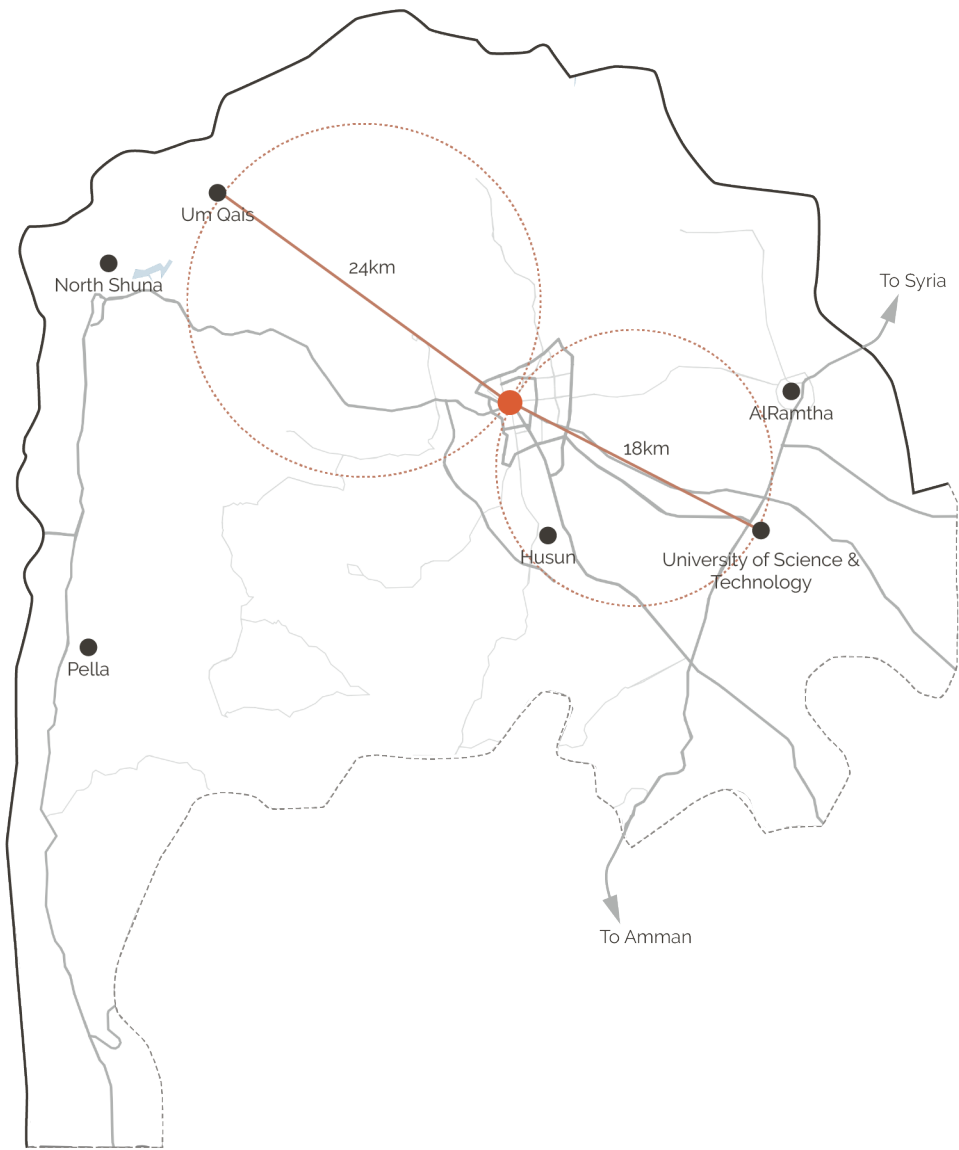 Um Qais
24km
North Shuna
To Syria
AlRamtha
18km
Husun
University of Science &
Technology
Pella
To Amman